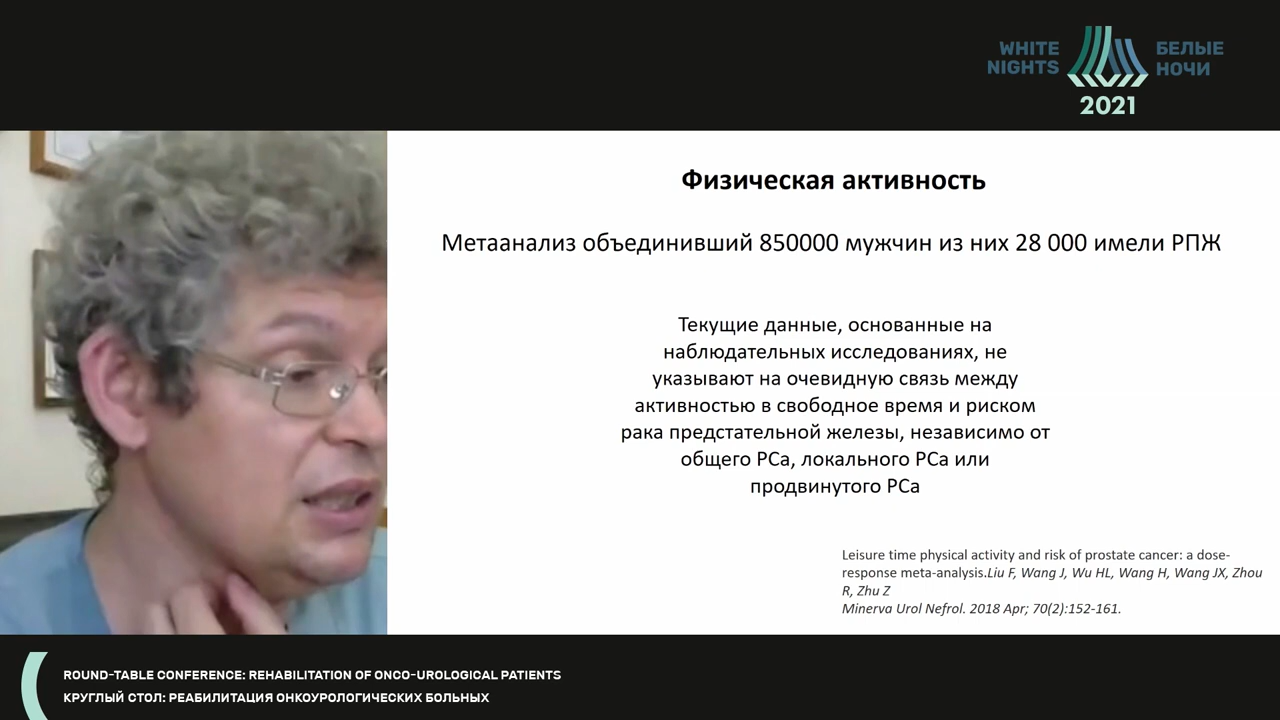 WHITE
NIGHTS
БЕЛЫЕ
НОЧИ
2021
Физическая активность
Метаанализ объединивший 850000 мужчин из них 28 000 имели РПЖ
Текущие данные, основанные на
наблюдательных исследованиях, не
указывают на очевидную связь между
активностью в свободное время и риском
рака предстательной железы, независимо от
общего РСа, локального РСа или
продвинутого РСа
Leisure time physical activity and risk of prostate cancer: a dose-
response meta-analysis.Liu F, Wang J, Wu HL, Wang H, Wang JX, Zhou
R, Zhu Z
Minerva Urol Nefrol. 2018 Apr; 70(2):152-161.
ROUND-TABLE CONFERENCE: REHABILITATION OF ONCO-UROLOGICAL PATIENTS
КРУГЛЫЙ СТОЛ: РЕАБИЛИТАЦИЯ ОНКОУРОЛОГИЧЕСКИХ БОЛЬНЫХ